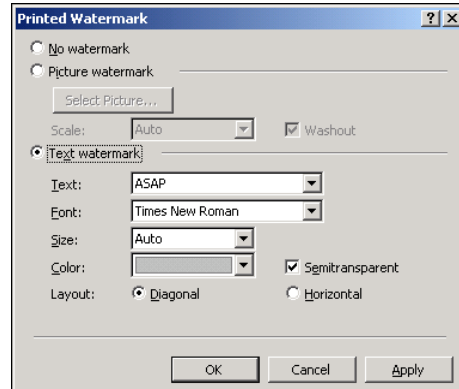 Printed Watermark
No watermark
Picture watermark
Select Picture...
Scale: Auto Washout
Text watermark
Text: ASAP
Font: Times New Roman
Size: Auto
Color: Semitransparent
Layout: Diagonal Horizontal
OK Cancel Apply